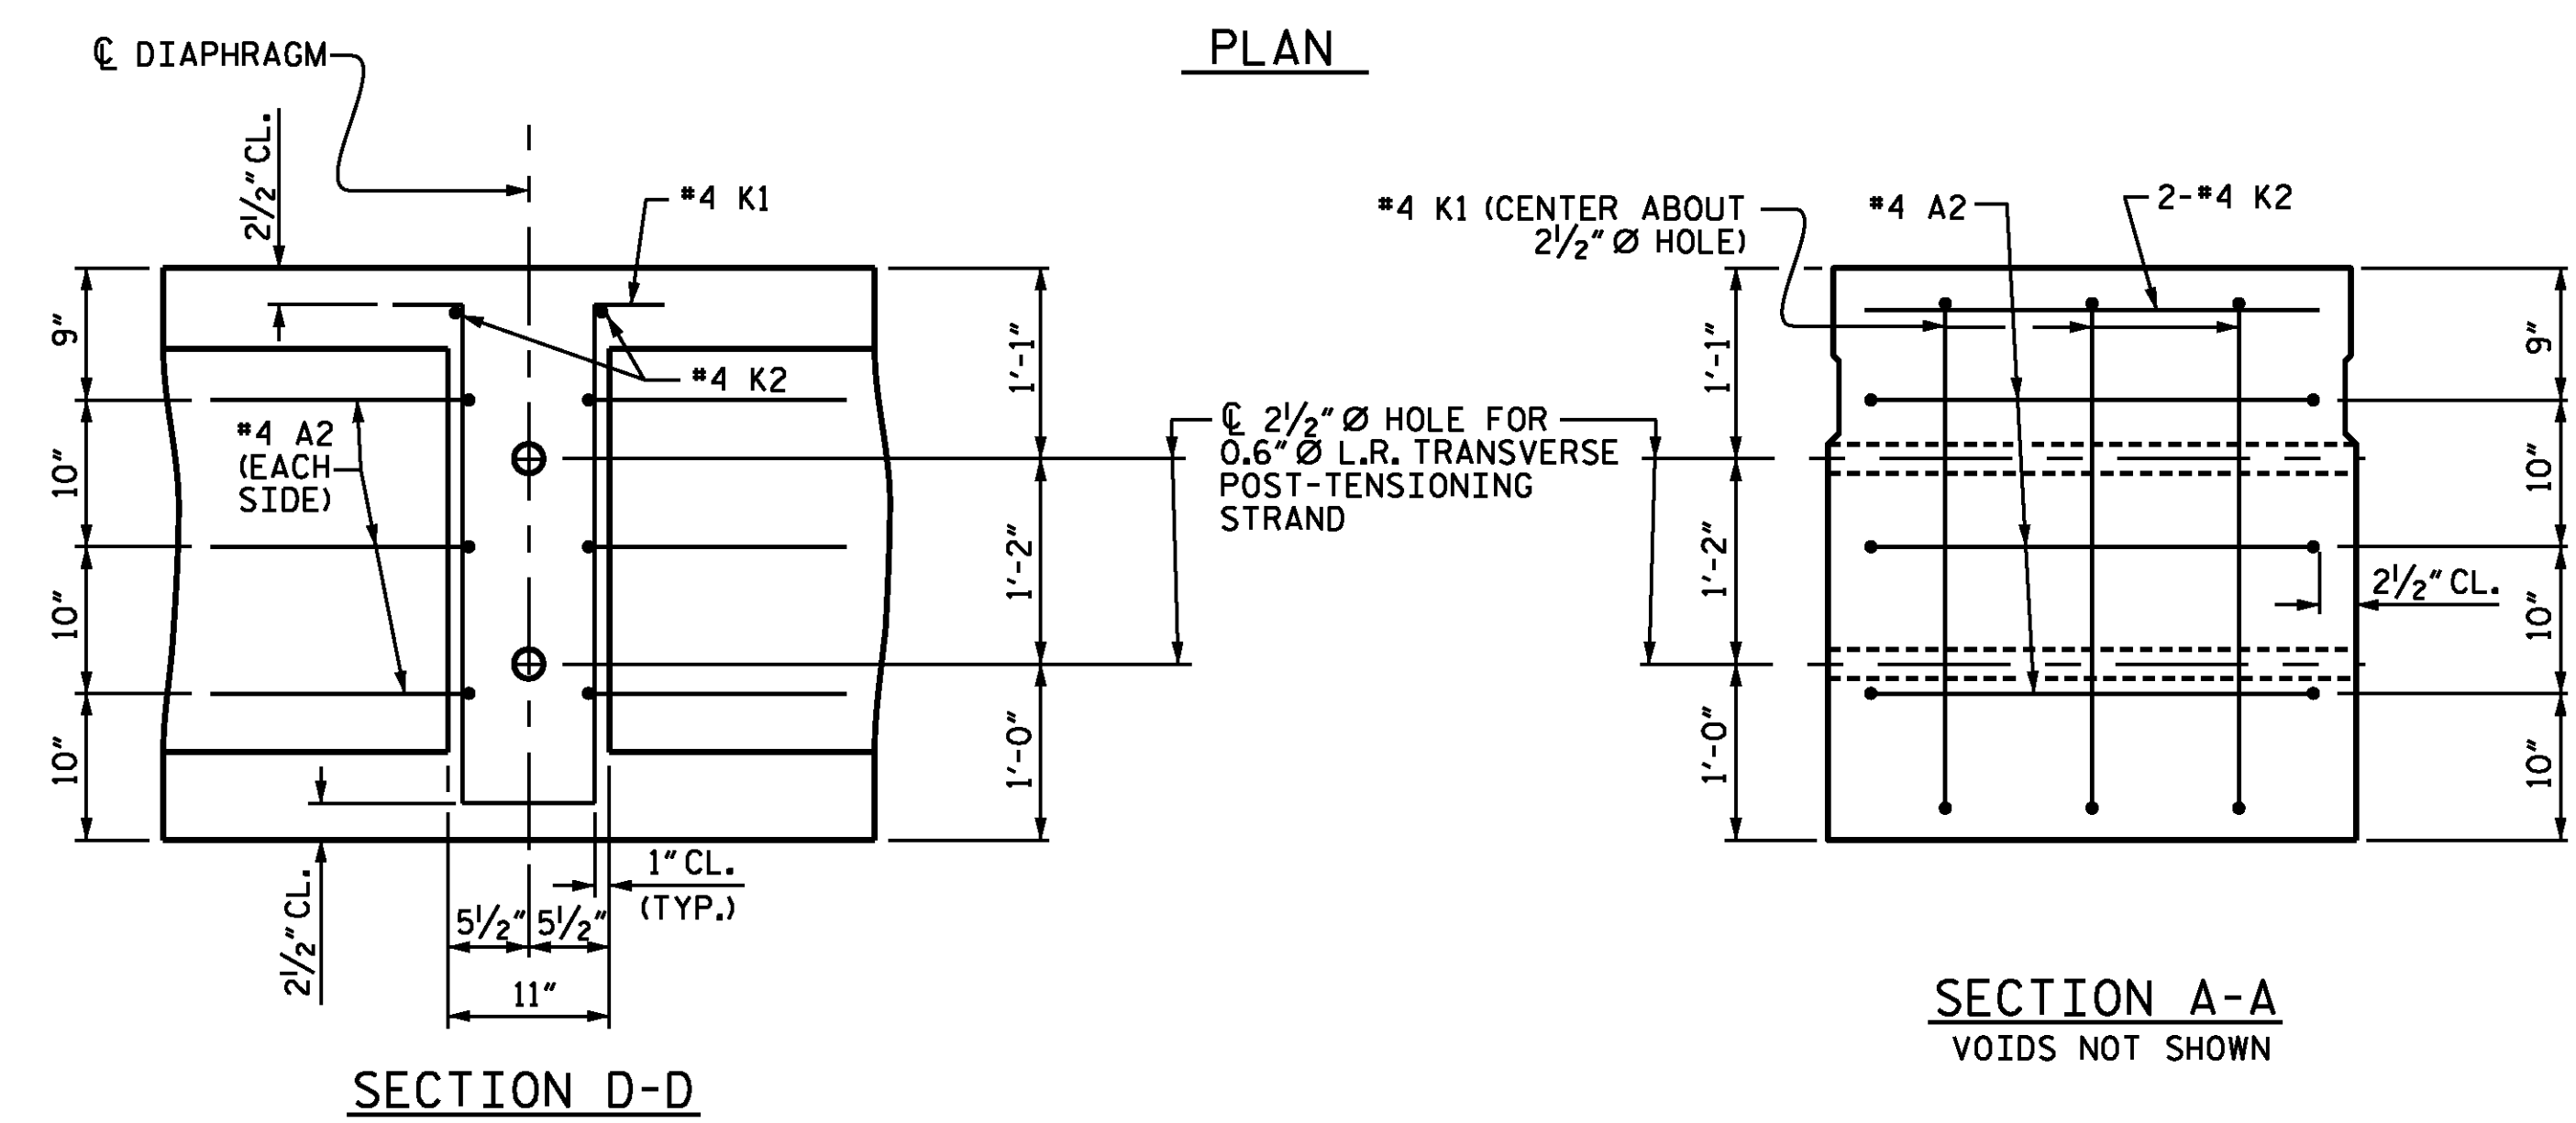 PLAN
℄ DIAPHRAGM
2½" CL.
#4 K1
#4 K2
#4 A2
(EACH
SIDE)
9"
10"
10"
10"
1'-1"
1'-2"
1'-0"
2½" CL.
1" CL.
(TYP.)
5½"
5½"
11"
SECTION D-D
℄ 2½" Ø HOLE FOR
0.6" Ø L.R. TRANSVERSE
POST-TENSIONING
STRAND
#4 K1 (CENTER ABOUT
2½" Ø HOLE)
#4 A2
2-#4 K2
1'-1"
1'-2"
1'-0"
9"
10"
10"
10"
2½" CL.
SECTION A-A
VOIDS NOT SHOWN